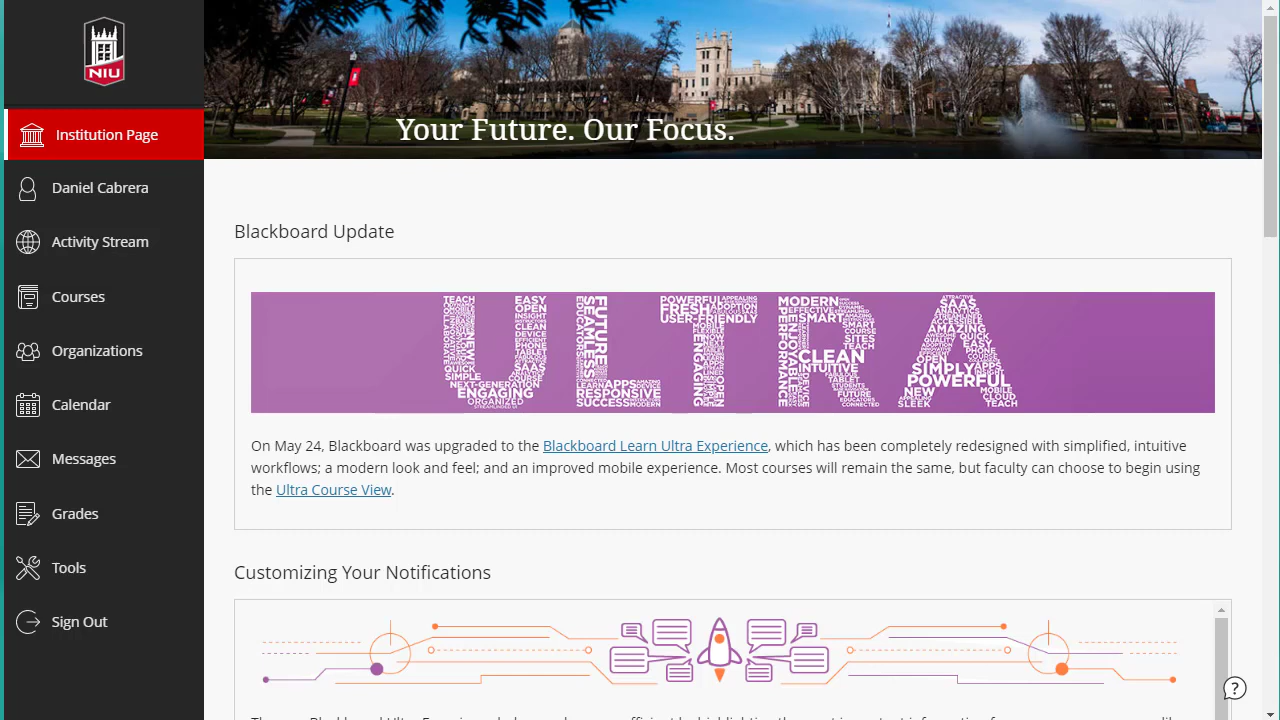 NIU
Your Future. Our Focus.
Institution Page
Daniel Cabrera
Activity Stream
Courses
Organizations
Calendar
Messages
Grades
Tools
Sign Out
Blackboard Update
ULTRA
On May 24, Blackboard was upgraded to the Blackboard Learn Ultra Experience, which has been completely redesigned with simplified, intuitive
workflows; a modern look and feel; and an improved mobile experience. Most courses will remain the same, but faculty can choose to begin using
the Ultra Course View.
Customizing Your Notifications
?